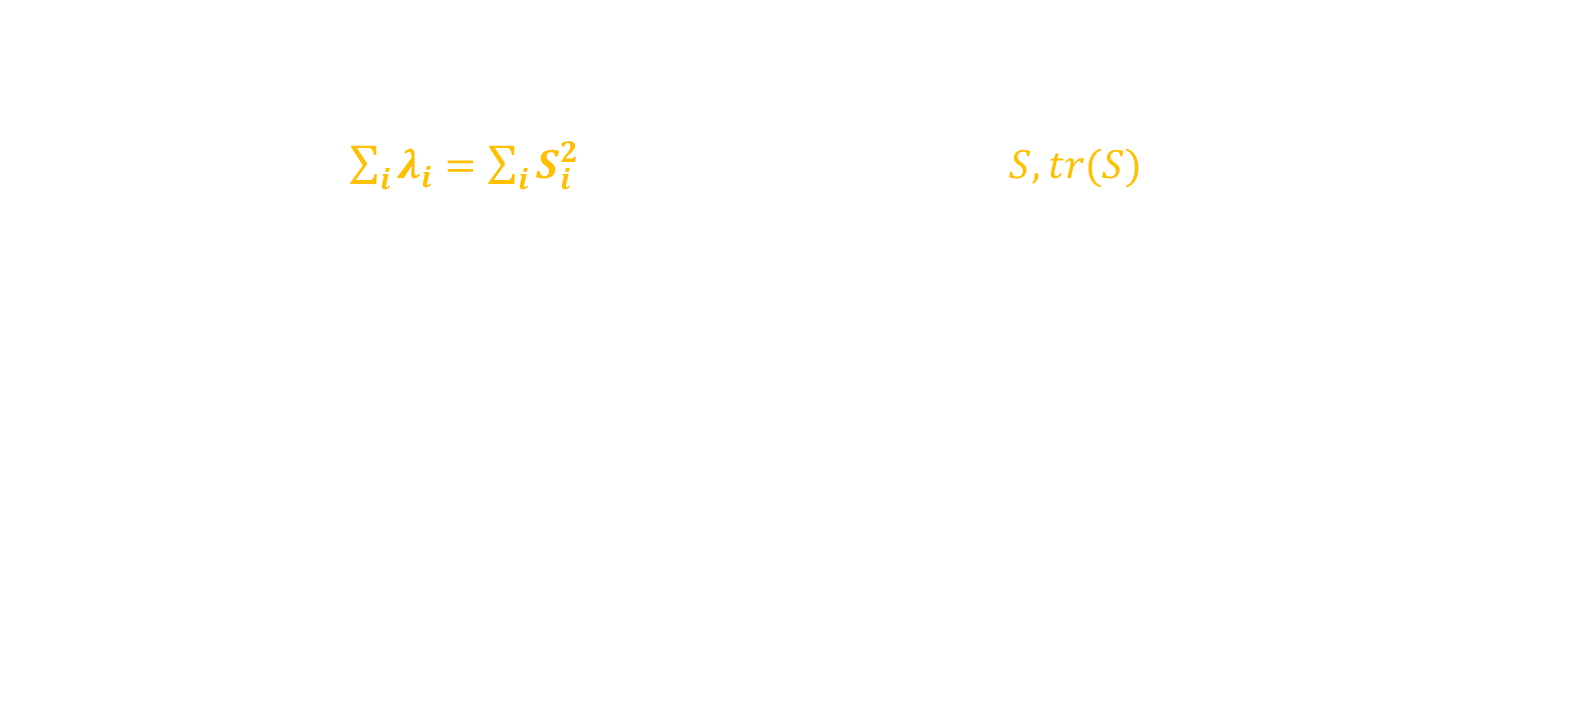 ∑ᵢ λᵢ = ∑ᵢ Sᵢ² S, tr(S)